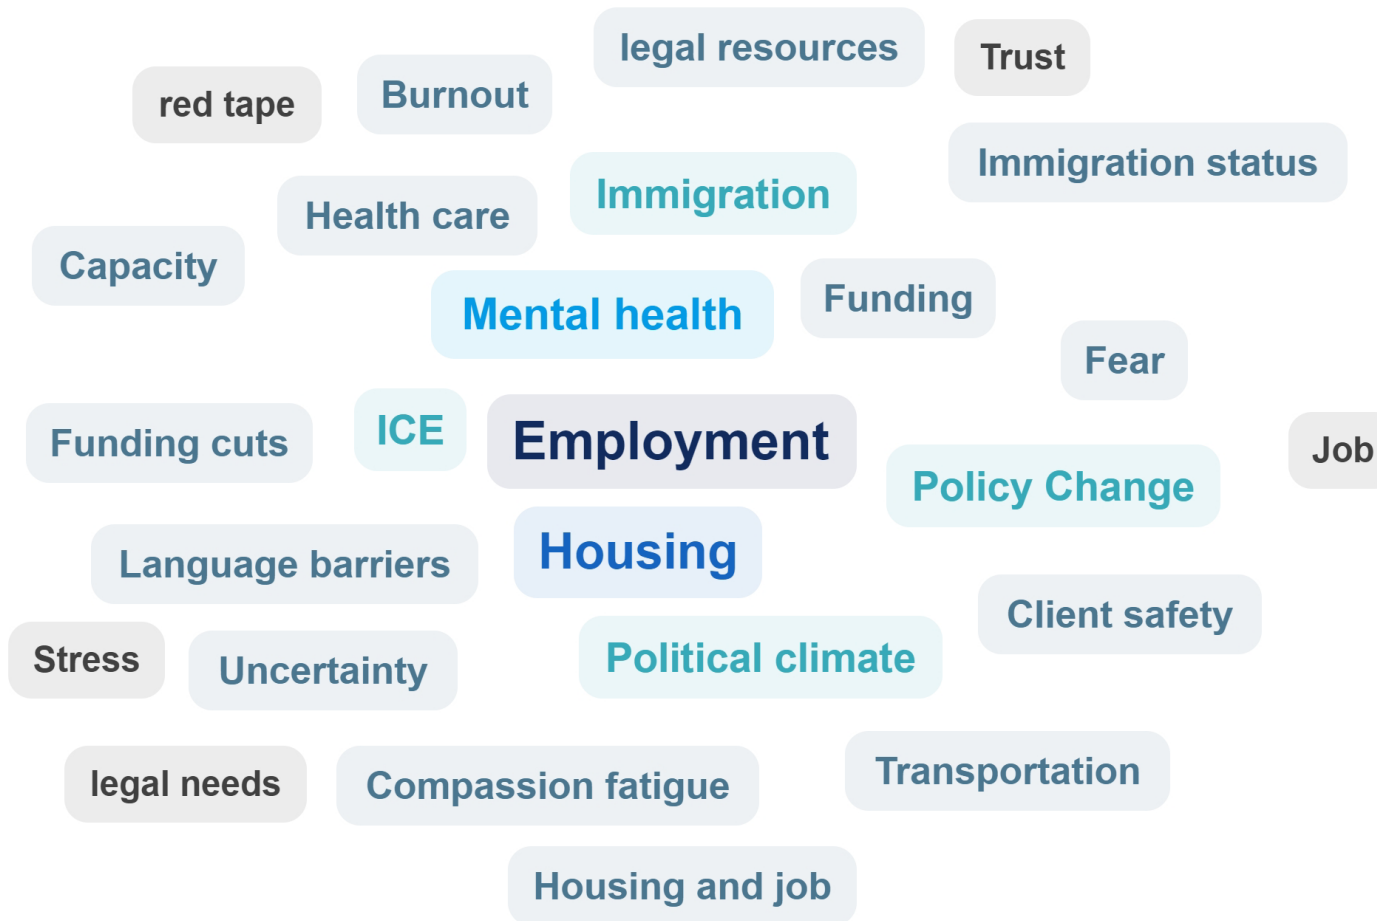 legal resources
Trust
red tape
Burnout
Immigration status
Immigration
Health care
Capacity
Mental health
Funding
Fear
Funding cuts
ICE
Employment
Job
Policy Change
Language barriers
Housing
Client safety
Stress
Uncertainty
Political climate
legal needs
Compassion fatigue
Transportation
Housing and job